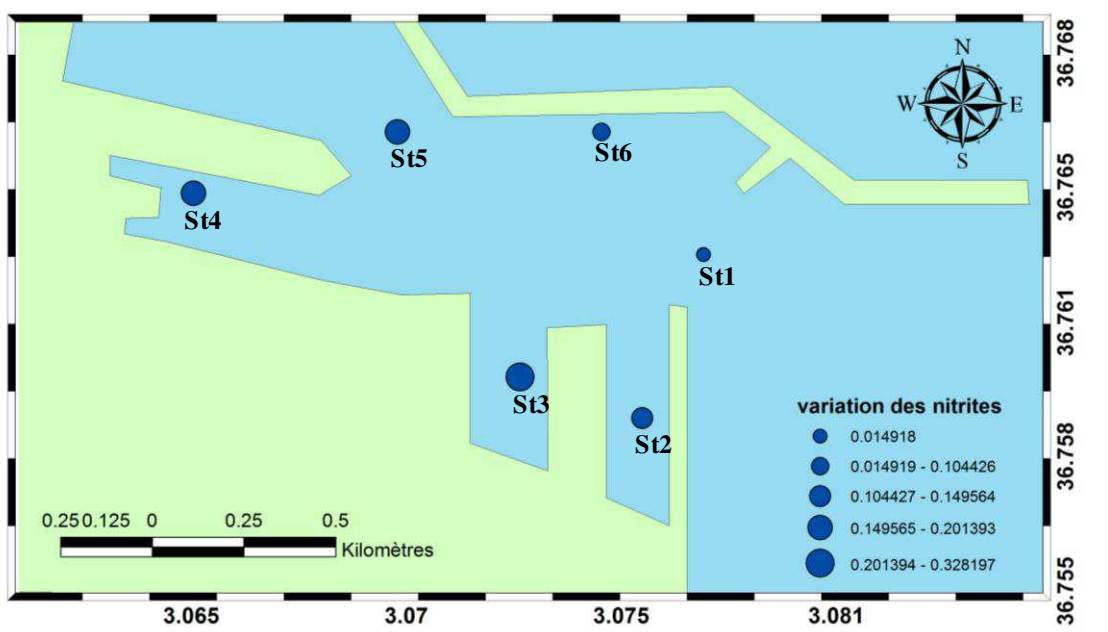 N
W E
S
36.768
36.765
36.761
36.758
36.755
St5
St6
St4
St1
St3
St2
variation des nitrites
0.014918
0.014919 - 0.104426
0.104427 - 0.149564
0.149565 - 0.201393
0.201394 - 0.328197
0.25 0.125 0 0.25 0.5
Kilomètres
3.065 3.07 3.075 3.081